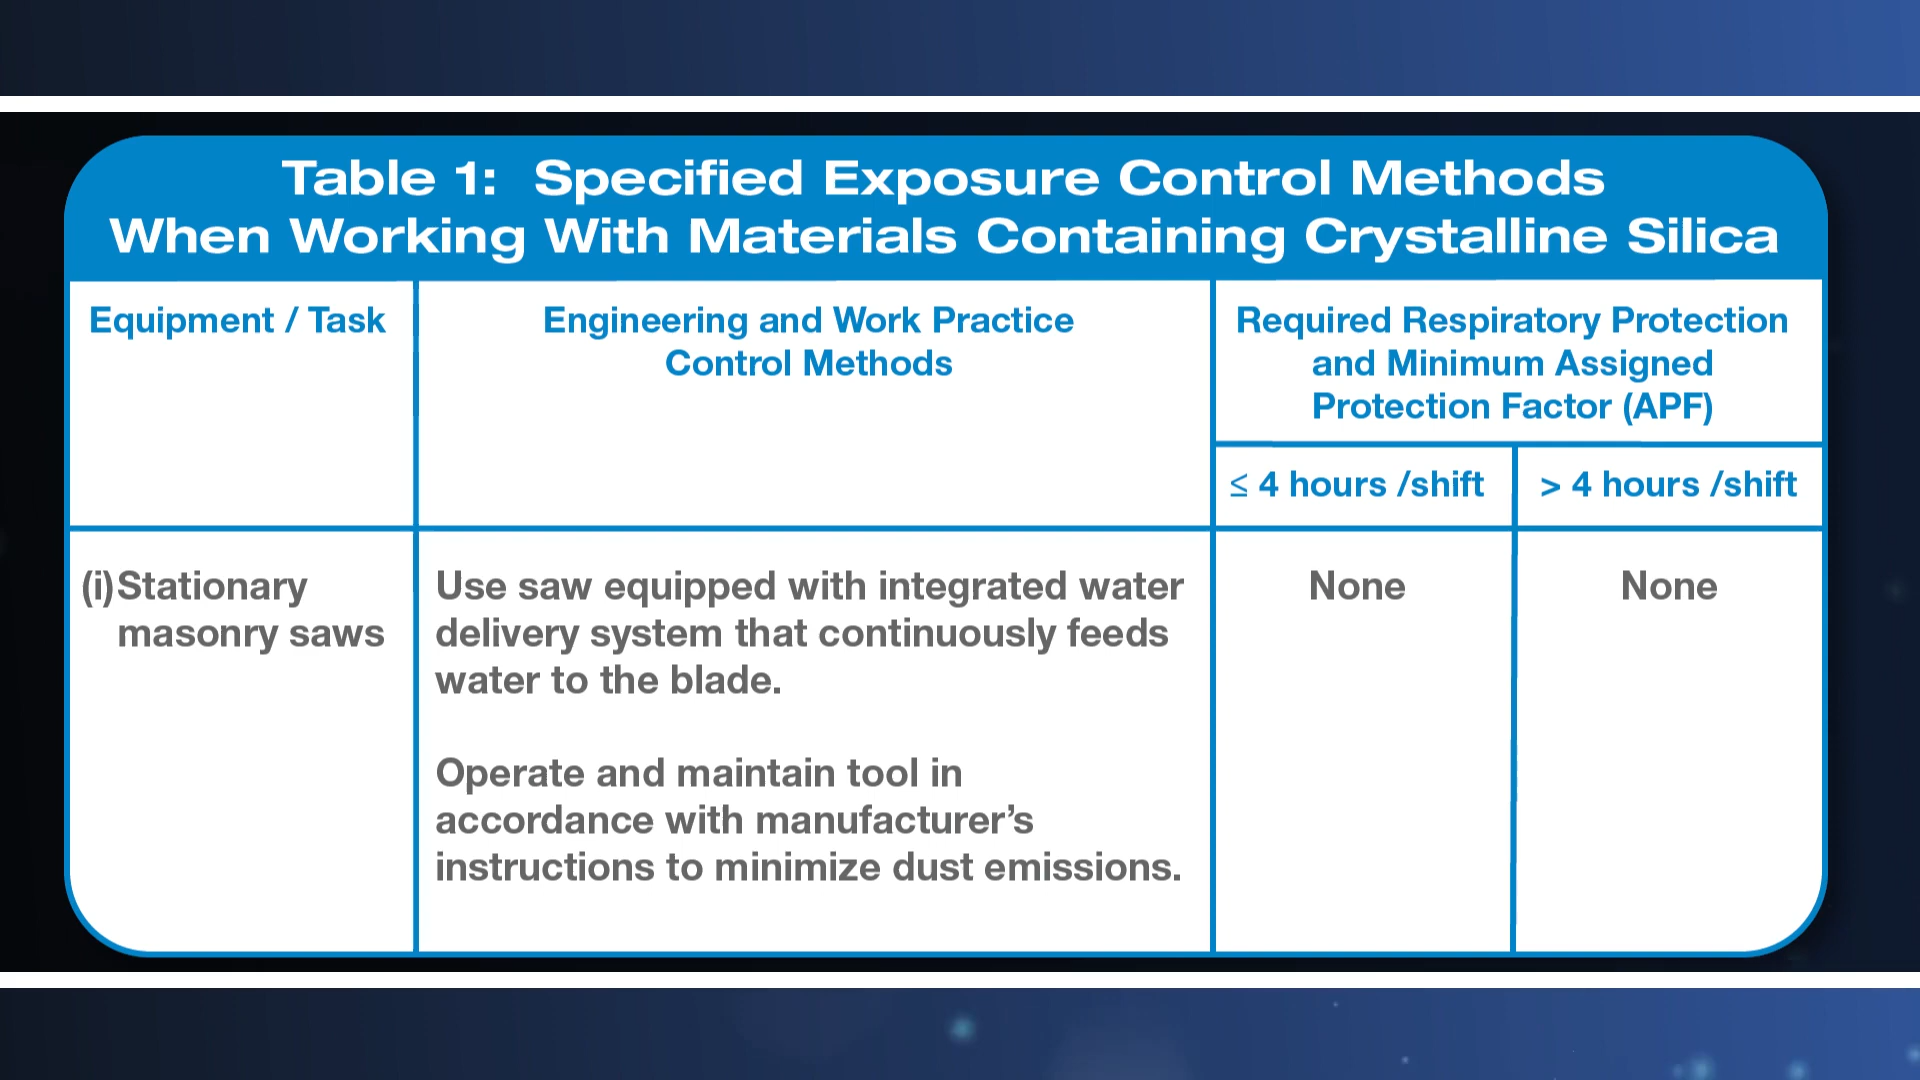 Table 1: Specified Exposure Control Methods
When Working With Materials Containing Crystalline Silica
Equipment / Task
Engineering and Work Practice
Control Methods
Required Respiratory Protection
and Minimum Assigned
Protection Factor (APF)
≤ 4 hours /shift
> 4 hours /shift
(i) Stationary
masonry saws
Use saw equipped with integrated water
delivery system that continuously feeds
water to the blade.
Operate and maintain tool in
accordance with manufacturer’s
instructions to minimize dust emissions.
None
None